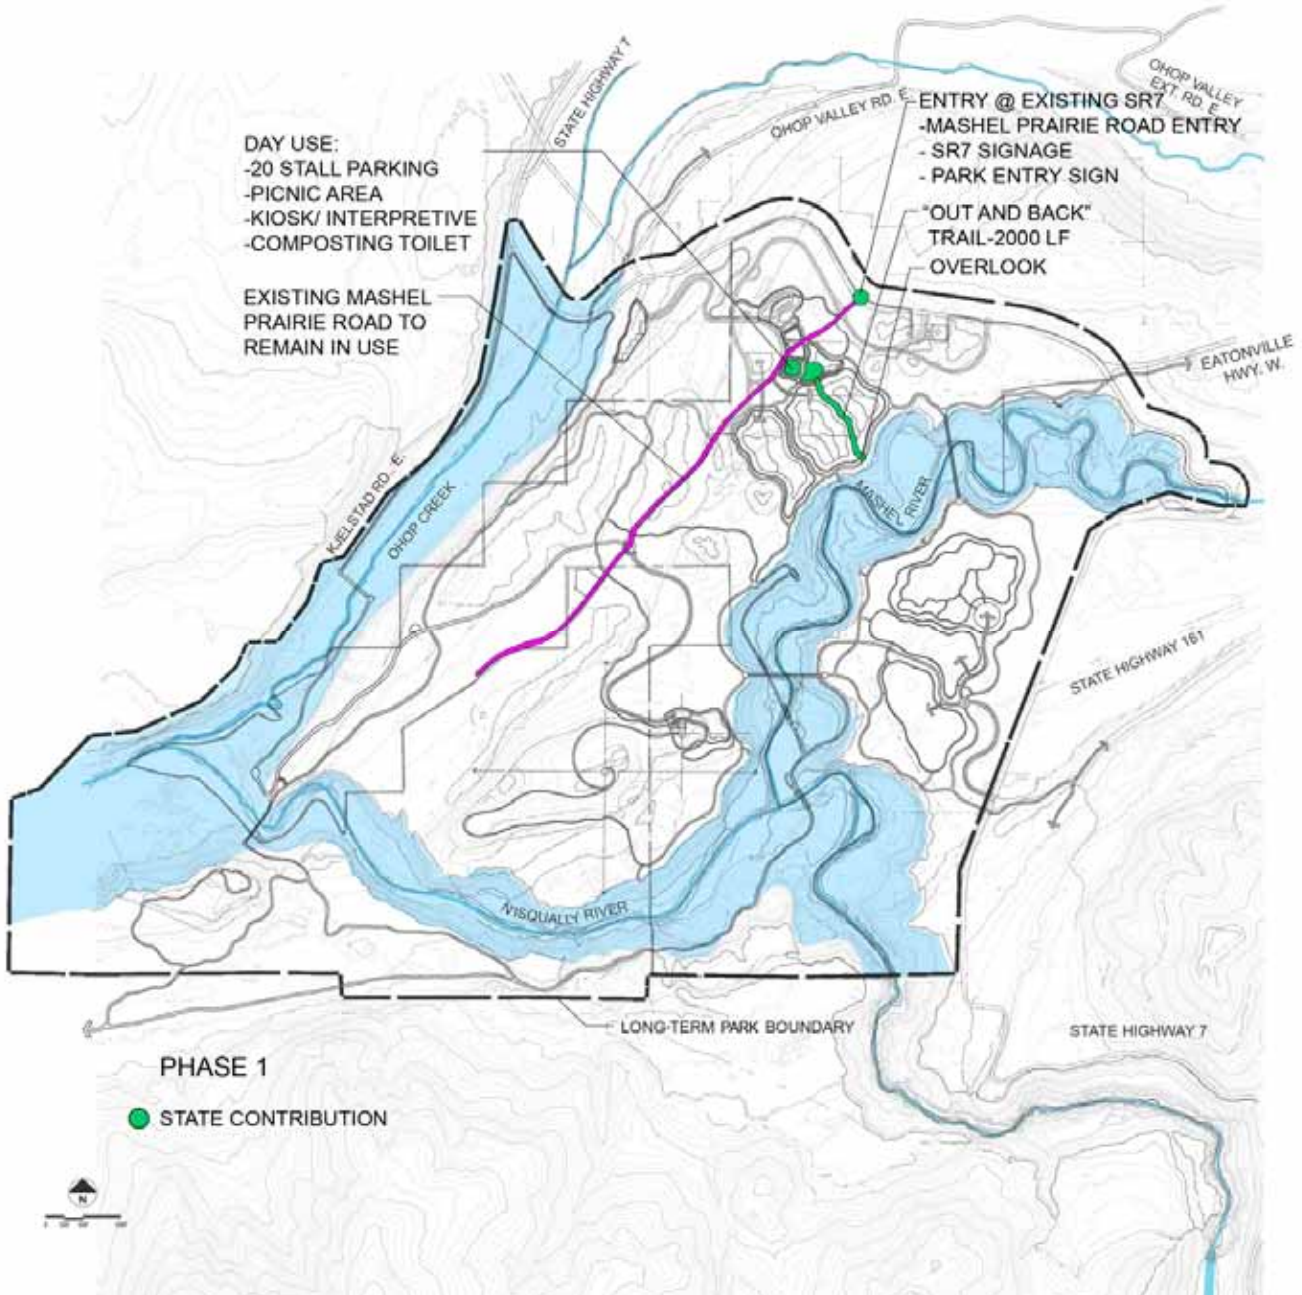 STATE HIGHWAY 7
OHOP VALLEY RD. E.
OHOP VALLEY
EXT. RD. E.
DAY USE:
-20 STALL PARKING
-PICNIC AREA
-KIOSK/ INTERPRETIVE
-COMPOSTING TOILET
ENTRY @ EXISTING SR7
-MASHEL PRAIRIE ROAD ENTRY
- SR7 SIGNAGE
- PARK ENTRY SIGN
"OUT AND BACK"
TRAIL-2000 LF
OVERLOOK
EXISTING MASHEL
PRAIRIE ROAD TO
REMAIN IN USE
EATONVILLE
HWY. W.
KJELSTAD RD. E.
OHOP CREEK
MASHEL RIVER
STATE HIGHWAY 161
NISQUALLY RIVER
LONG-TERM PARK BOUNDARY
STATE HIGHWAY 7
PHASE 1
STATE CONTRIBUTION
N